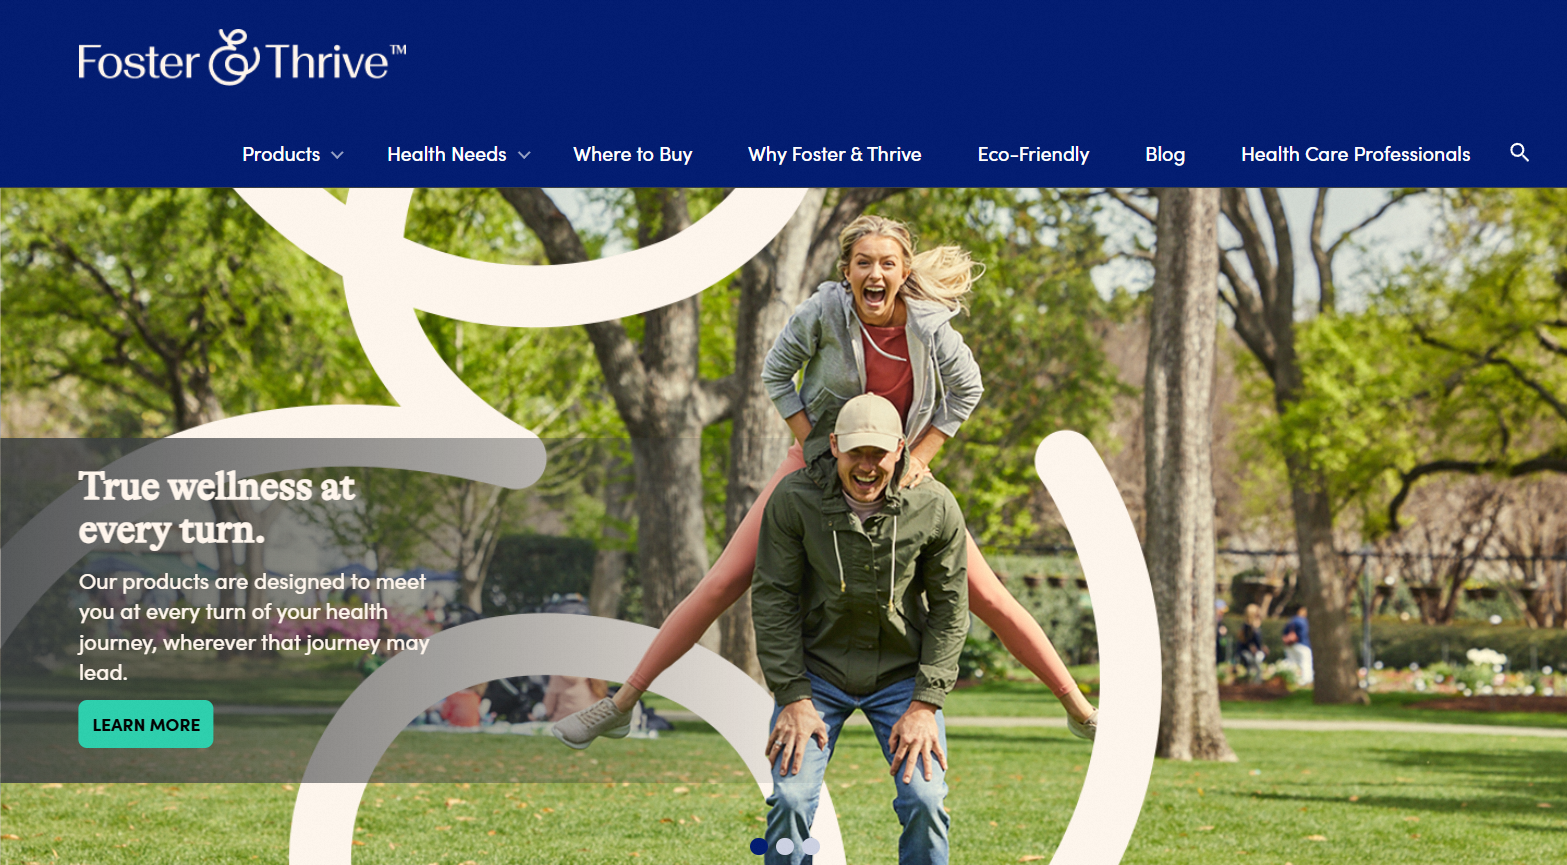 Foster & Thrive™
Products Health Needs Where to Buy Why Foster & Thrive Eco-Friendly Blog Health Care Professionals
True wellness at
every turn.
Our products are designed to meet
you at every turn of your health
journey, wherever that journey may
lead.
LEARN MORE